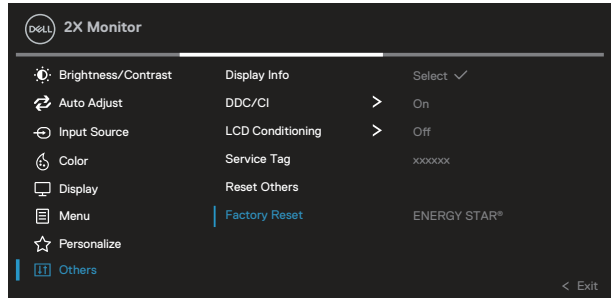 DELL 2X Monitor
Brightness/Contrast Display Info Select ✓
Auto Adjust DDC/CI > On
Input Source LCD Conditioning > Off
Color Service Tag xxxxxx
Display Reset Others
Menu Factory Reset ENERGY STAR®
Personalize
Others
< Exit